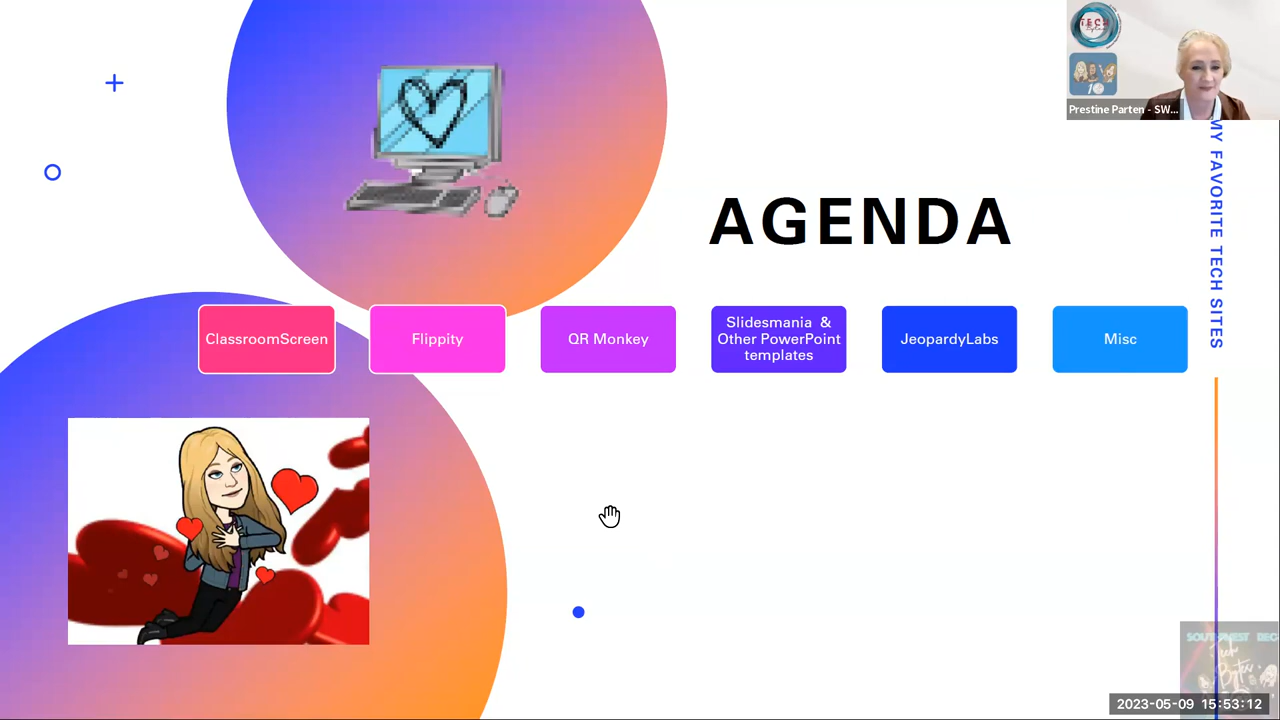 TECH
Prestine Parten - SW...
MY FAVORITE TECH SITES
AGENDA
ClassroomScreen
Flippity
QR Monkey
Slidesmania &
Other PowerPoint
templates
JeopardyLabs
Misc
2023-05-09 15:53:12